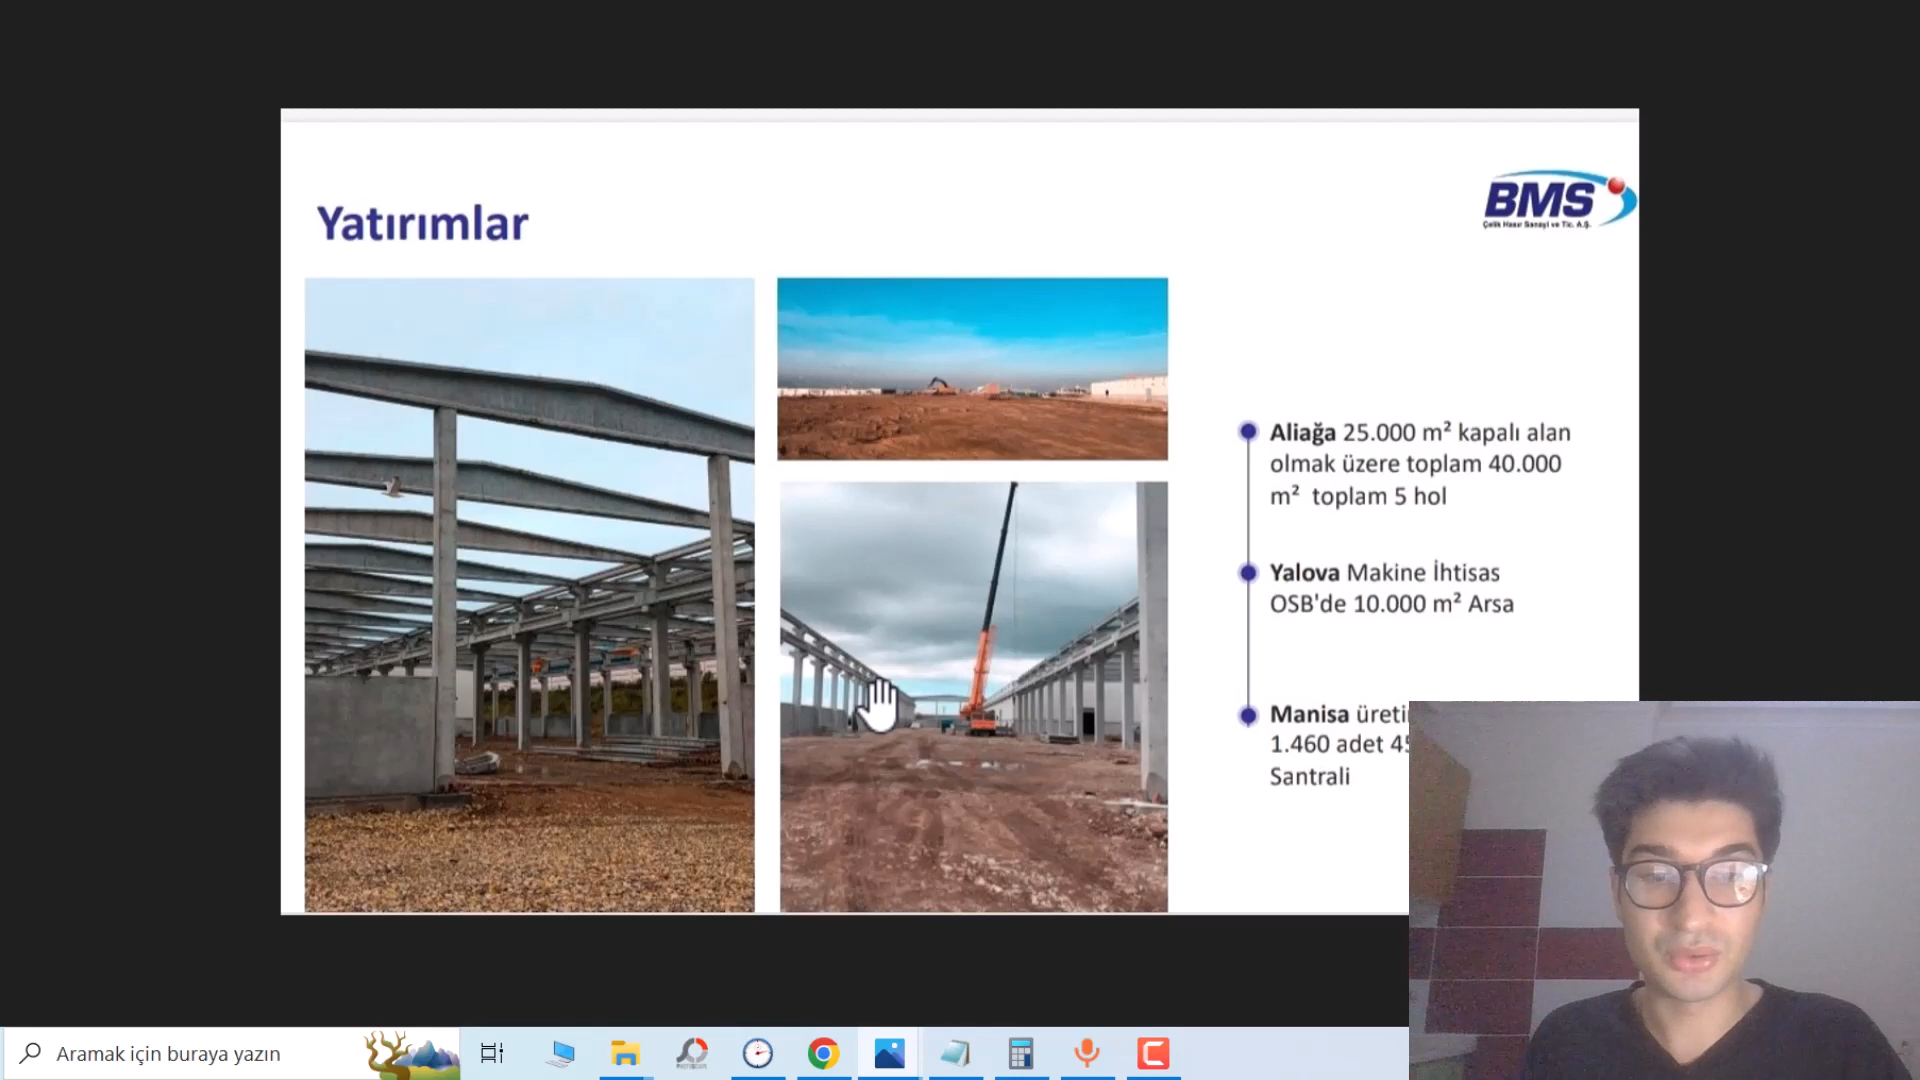 Yatırımlar
BMS
Çelik Hasır Sanayi ve Tic. A.Ş.
Aliağa 25.000 m² kapalı alan
olmak üzere toplam 40.000
m² toplam 5 hol
Yalova Makine İhtisas
OSB'de 10.000 m² Arsa
Manisa
1.460 adet
Santrali
Aramak için buraya yazın